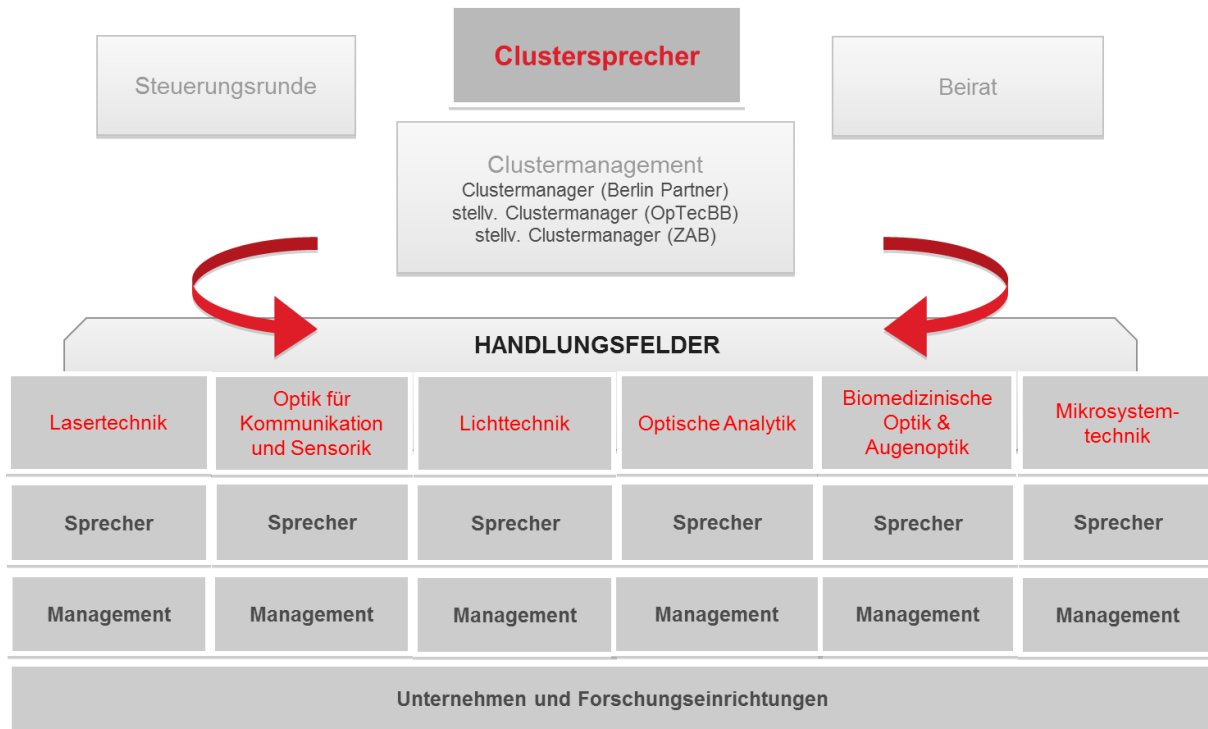 Clustersprecher
Steuerungsrunde
Beirat
Clustermanagement
Clustermanager (Berlin Partner)
stellv. Clustermanager (OpTecBB)
stellv. Clustermanager (ZAB)
HANDLUNGSFELDER
Lasertechnik
Optik für
Kommunikation
und Sensorik
Lichttechnik
Optische Analytik
Biomedizinische
Optik &
Augenoptik
Mikrosystem-
technik
Sprecher
Sprecher
Sprecher
Sprecher
Sprecher
Sprecher
Management
Management
Management
Management
Management
Management
Unternehmen und Forschungseinrichtungen